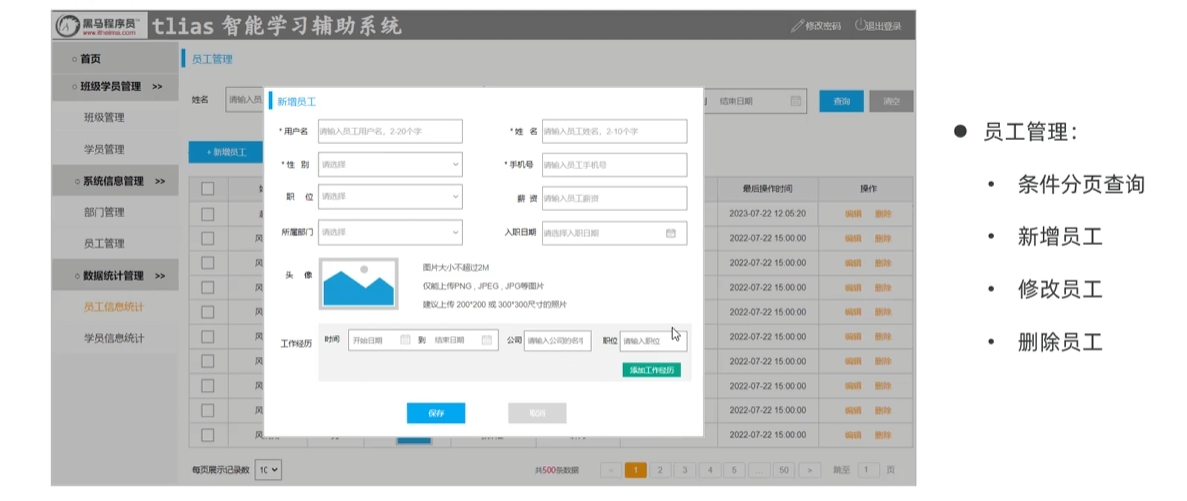 黑马程序员 www.itheima.com tlias 智能学习辅助系统 修改密码 退出登录
首页
班级学员管理 >>
班级管理
学员管理
系统信息管理 >>
部门管理
员工管理
数据统计管理 >>
员工信息统计
学员信息统计
员工管理
姓名 请输入员 结束日期 查询 清空
+ 新增员工
最后操作时间 操作
2023-07-22 12:05:20 编辑 删除
2022-07-22 15:00:00 编辑 删除
2022-07-22 15:00:00 编辑 删除
2022-07-22 15:00:00 编辑 删除
2022-07-22 15:00:00 编辑 删除
2022-07-22 15:00:00 编辑 删除
2022-07-22 15:00:00 编辑 删除
2022-07-22 15:00:00 编辑 删除
2022-07-22 15:00:00 编辑 删除
2022-07-22 15:00:00 编辑 删除
每页展示记录数 10 共500条数据 < 1 2 3 4 5 ... 50 > 跳至 1 页
新增员工
*用户名 请输入员工用户名，2-20个字 *姓 名 请输入员工姓名，2-10个字
*性 别 请选择 *手机号 请输入员工手机号
职 位 请选择 薪 资 请输入员工薪资
所属部门 请选择 入职日期 请选择入职日期
头 像
图片大小不超过2M
仅能上传PNG , JPEG , JPG等图片
建议上传 200*200 或 300*300尺寸的照片
工作经历 时间 开始日期 到 结束日期 公司 请输入公司的名字 职位 请输入职位
添加工作经历
保存 取消
● 员工管理：
• 条件分页查询
• 新增员工
• 修改员工
• 删除员工